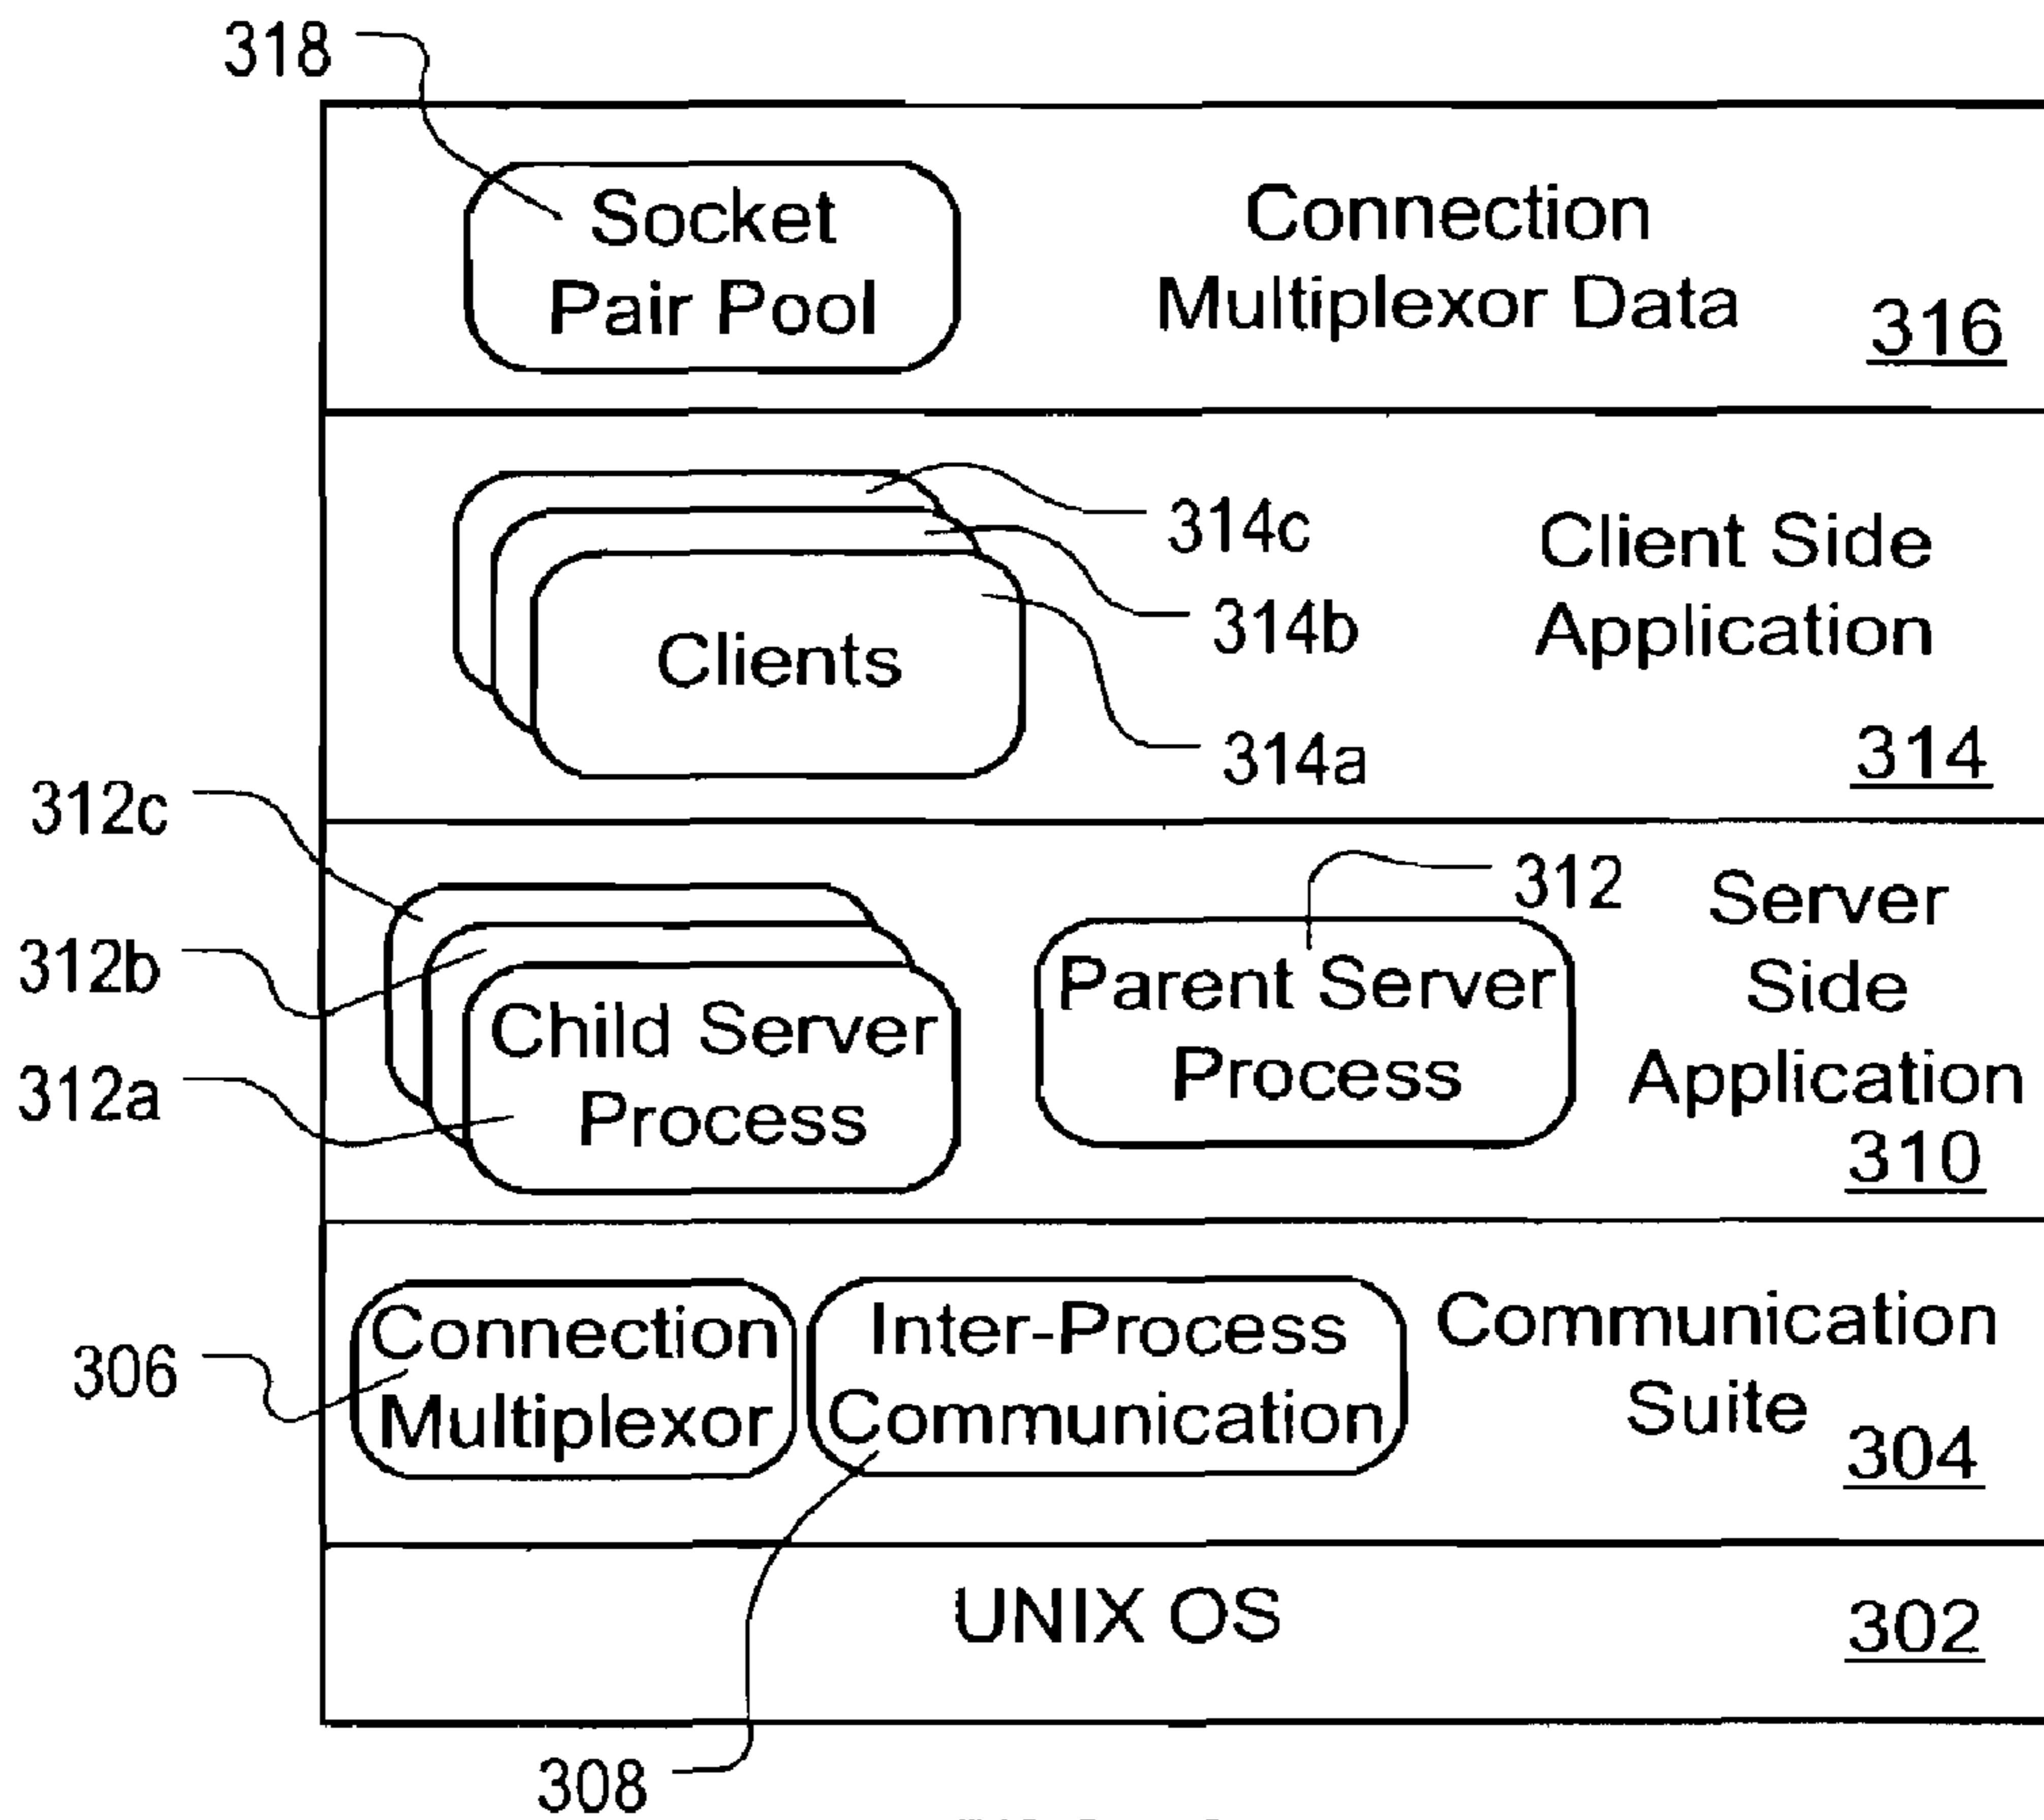 318
Socket
Pair Pool
Connection
Multiplexor Data
316
314c
314b
314a
Clients
Client Side
Application
314
312c
312b
312a
Child Server
Process
312
Parent Server
Process
Server
Side
Application
310
306
Connection
Multiplexor
Inter-Process
Communication
Communication
Suite
304
UNIX OS
302
308